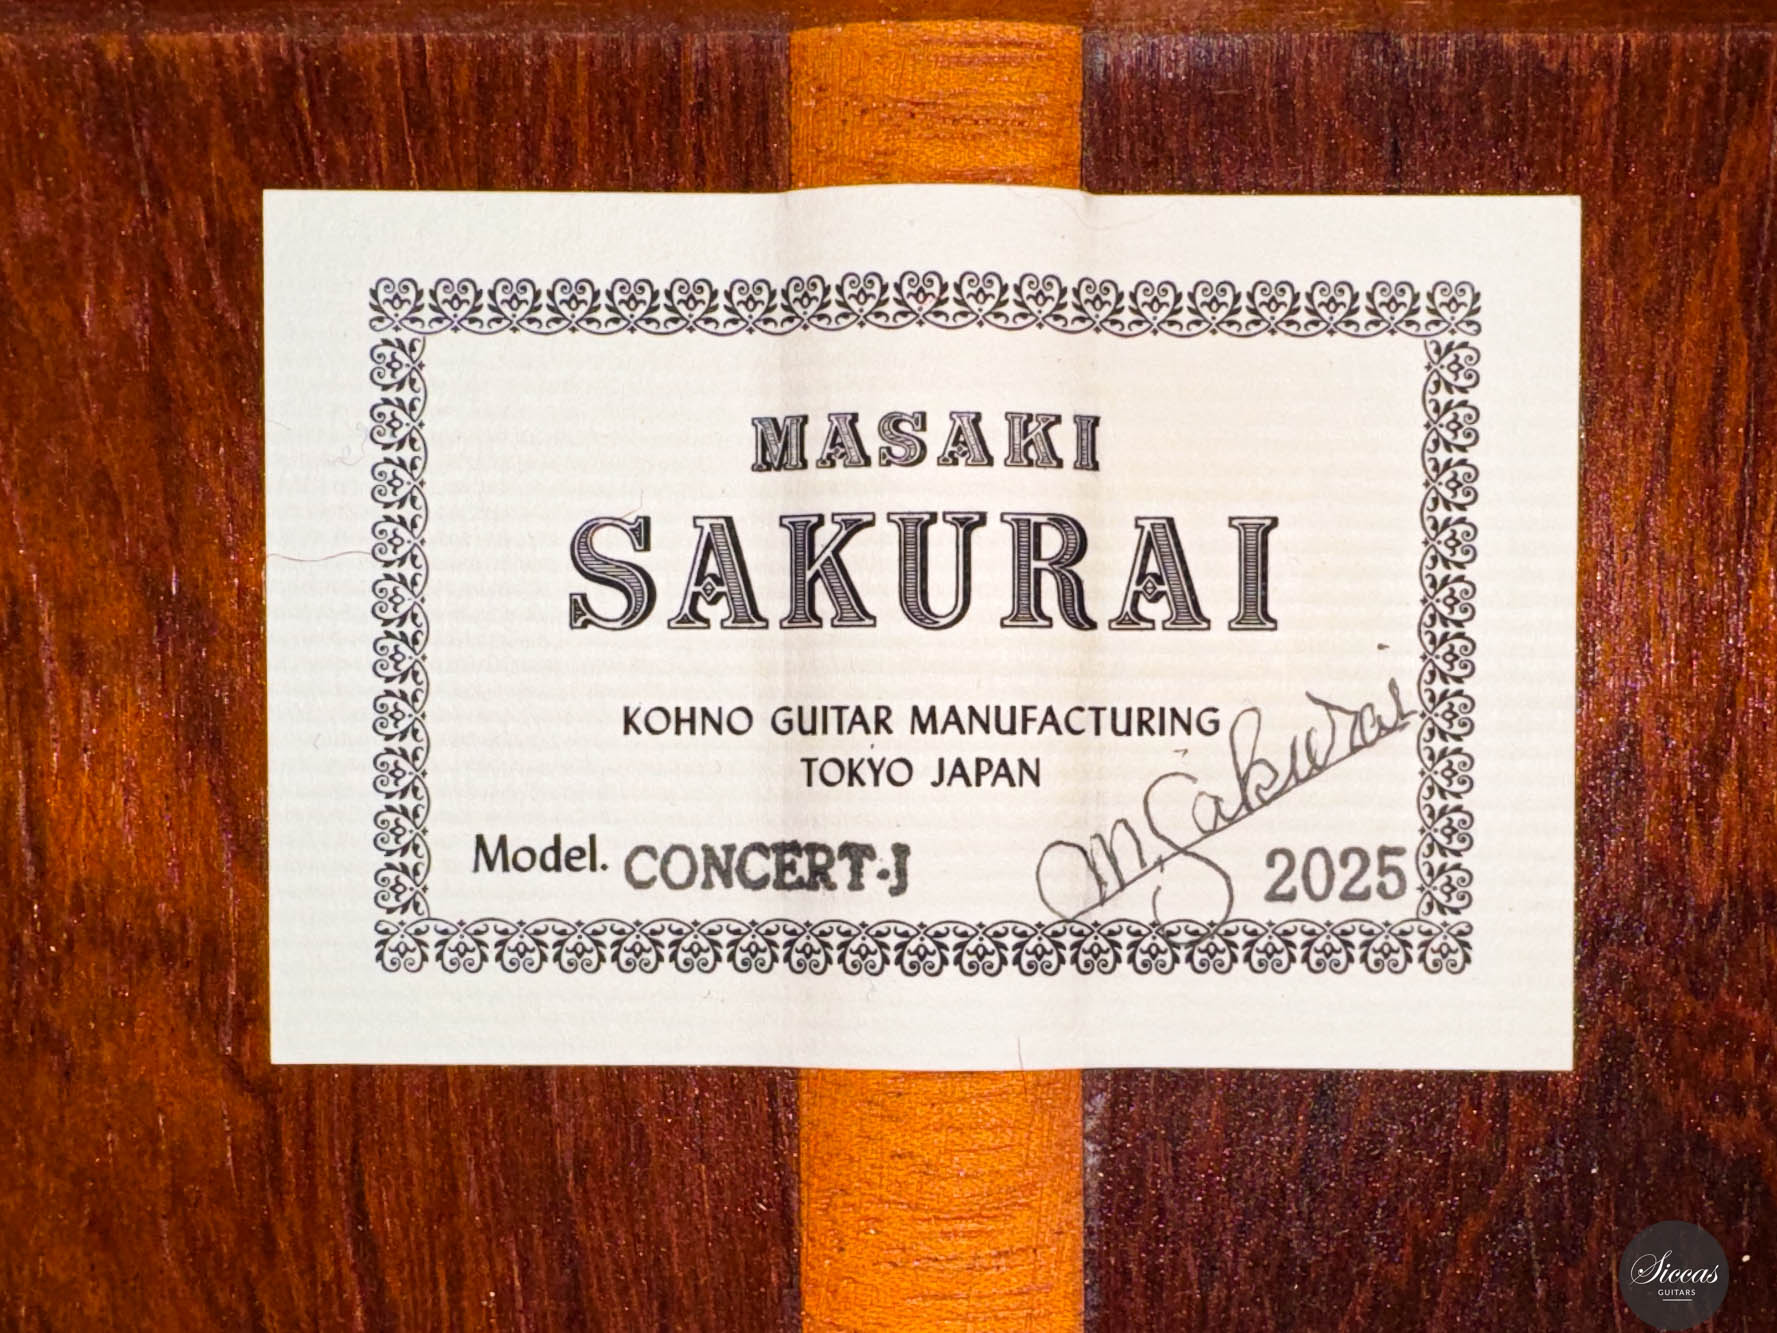 MASAKI
SAKURAI
KOHNO GUITAR MANUFACTURING
TOKYO JAPAN
Model. CONCERT-J
M Sakurai
2025
Siccas
GUITARS